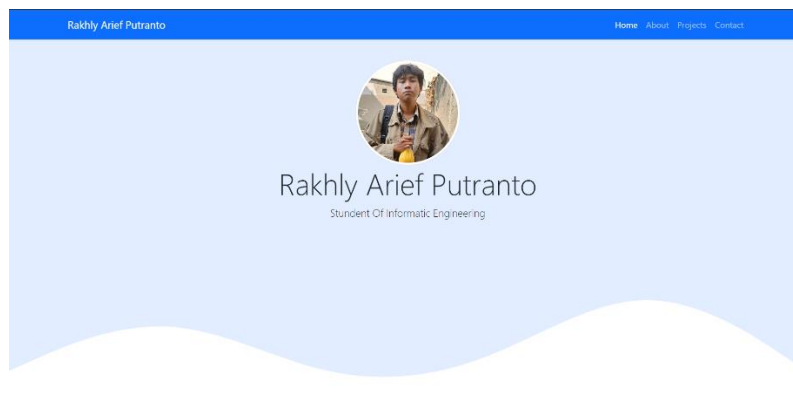 Rakhly Arief Putranto
Home About Projects Contact
Rakhly Arief Putranto
Stundent Of Informatic Engineering